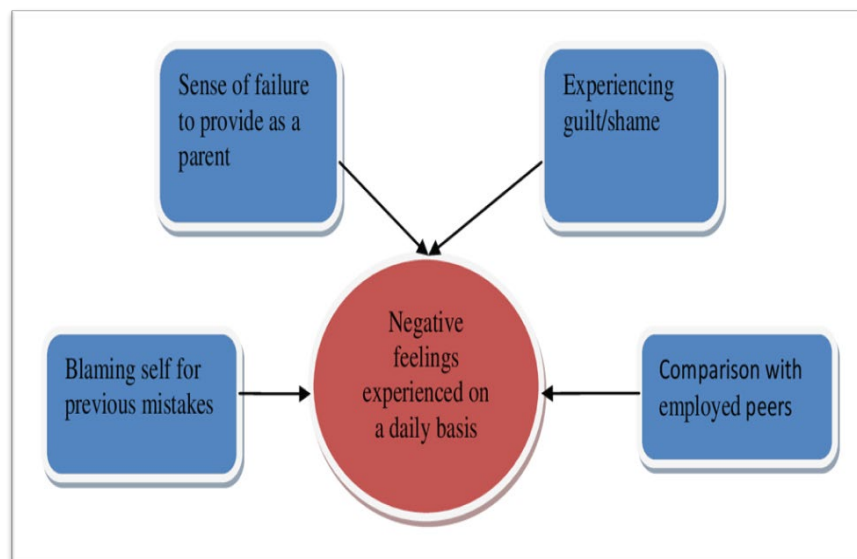 Sense of failure
to provide as a
parent
Experiencing
guilt/shame
Negative
feelings
experienced on
a daily basis
Blaming self for
previous mistakes
Comparison with
employed peers